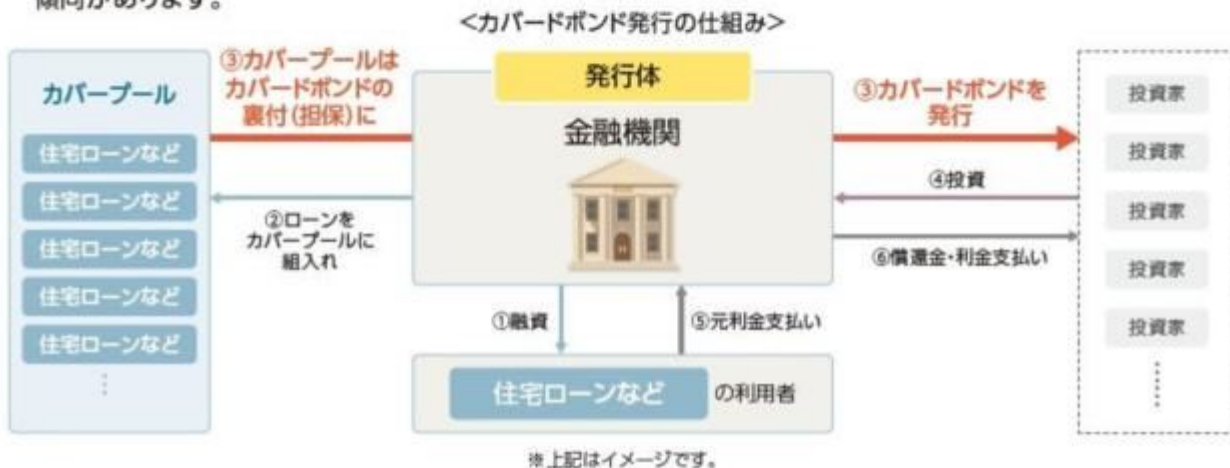 傾向があります。
＜カバードボンド発行の仕組み＞
カバープール
住宅ローンなど
住宅ローンなど
住宅ローンなど
住宅ローンなど
住宅ローンなど
③カバープールは
カバードボンドの
裏付(担保)に
②ローンを
カバープールに
組入れ
発行体
金融機関
①融資
⑤元利金支払い
住宅ローンなど の利用者
③カバードボンドを
発行
④投資
⑥償還金・利金支払い
投資家
投資家
投資家
投資家
投資家
※上記はイメージです。